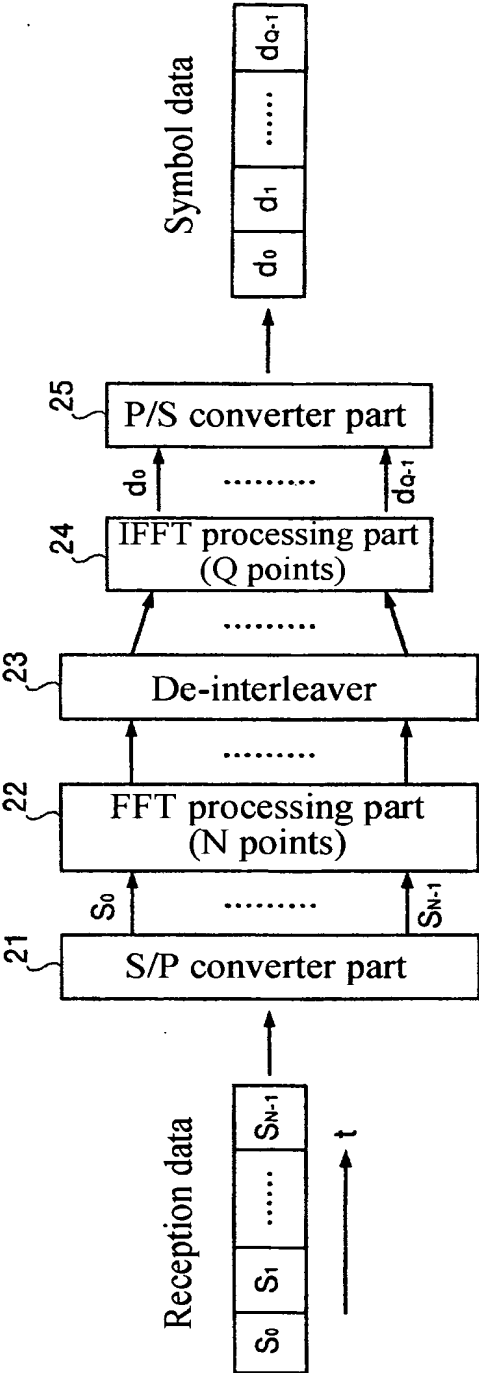 Reception data
S0 S1 ...... SN-1
t
21
S/P converter part
S0
.........
SN-1
22
FFT processing part
(N points)
.........
23
De-interleaver
.........
24
IFFT processing part
(Q points)
d0
.........
dQ-1
25
P/S converter part
Symbol data
d0 d1 ...... dQ-1